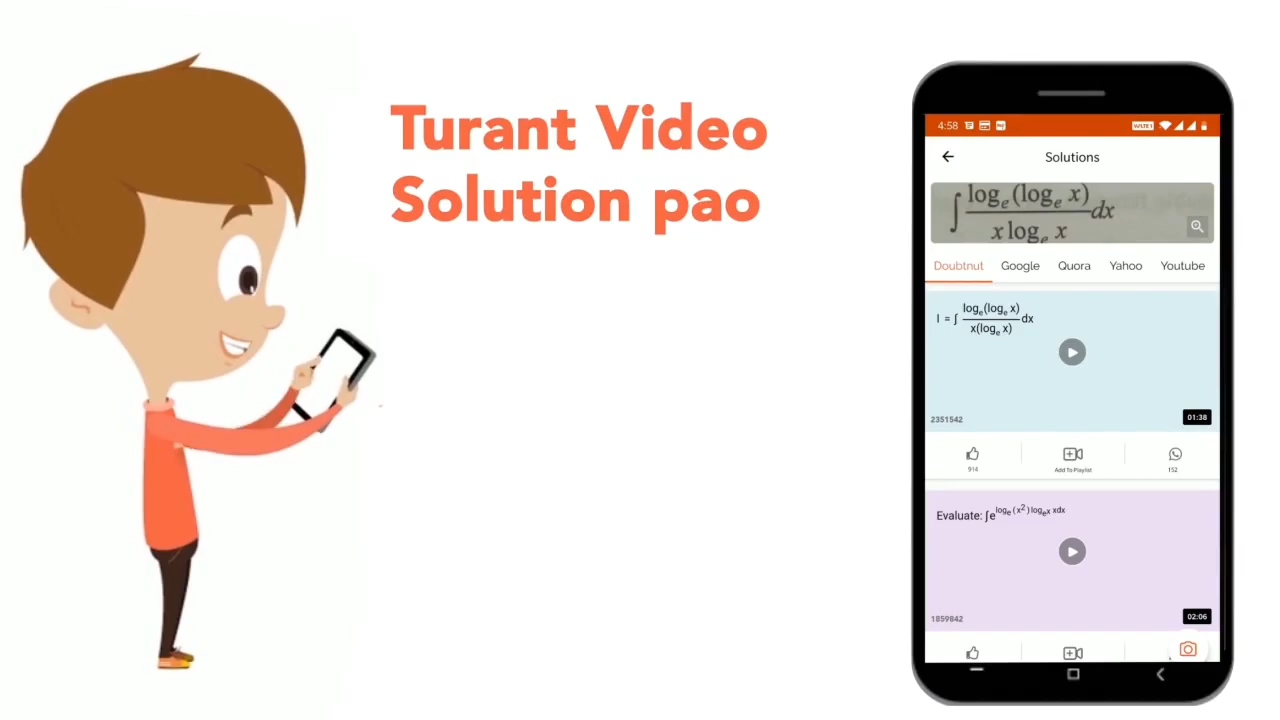 Turant Video
Solution pao
4:58
VoLTE1
Solutions
∫ logₑ(logₑ x) / x logₑ x dx
Doubtnut Google Quora Yahoo Youtube
I = ∫ logₑ(logₑ x) / x(logₑ x) dx
2351542 01:38
914 Add To Playlist 152
Evaluate: ∫e^logₑ(x²)logₑx xdx
1859842 02:06